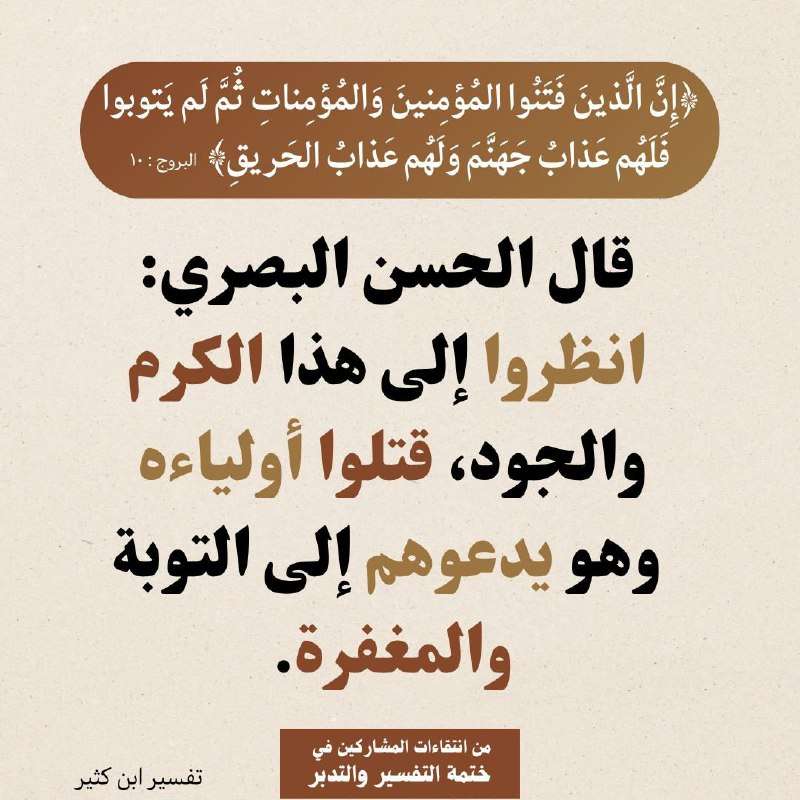 ﴿إِنَّ الَّذينَ فَتَنُوا المُؤمِنينَ وَالمُؤمِناتِ ثُمَّ لَم يَتوبوا
فَلَهُم عَذابُ جَهَنَّمَ وَلَهُم عَذابُ الحَريقِ﴾ البروج : ١٠
قال الحسن البصري:
انظروا إلى هذا الكرم
والجود، قتلوا أولياءه
وهو يدعوهم إلى التوبة
والمغفرة.
من انتقاءات المشاركين في
ختمة التفسير والتدبر
تفسير ابن كثير